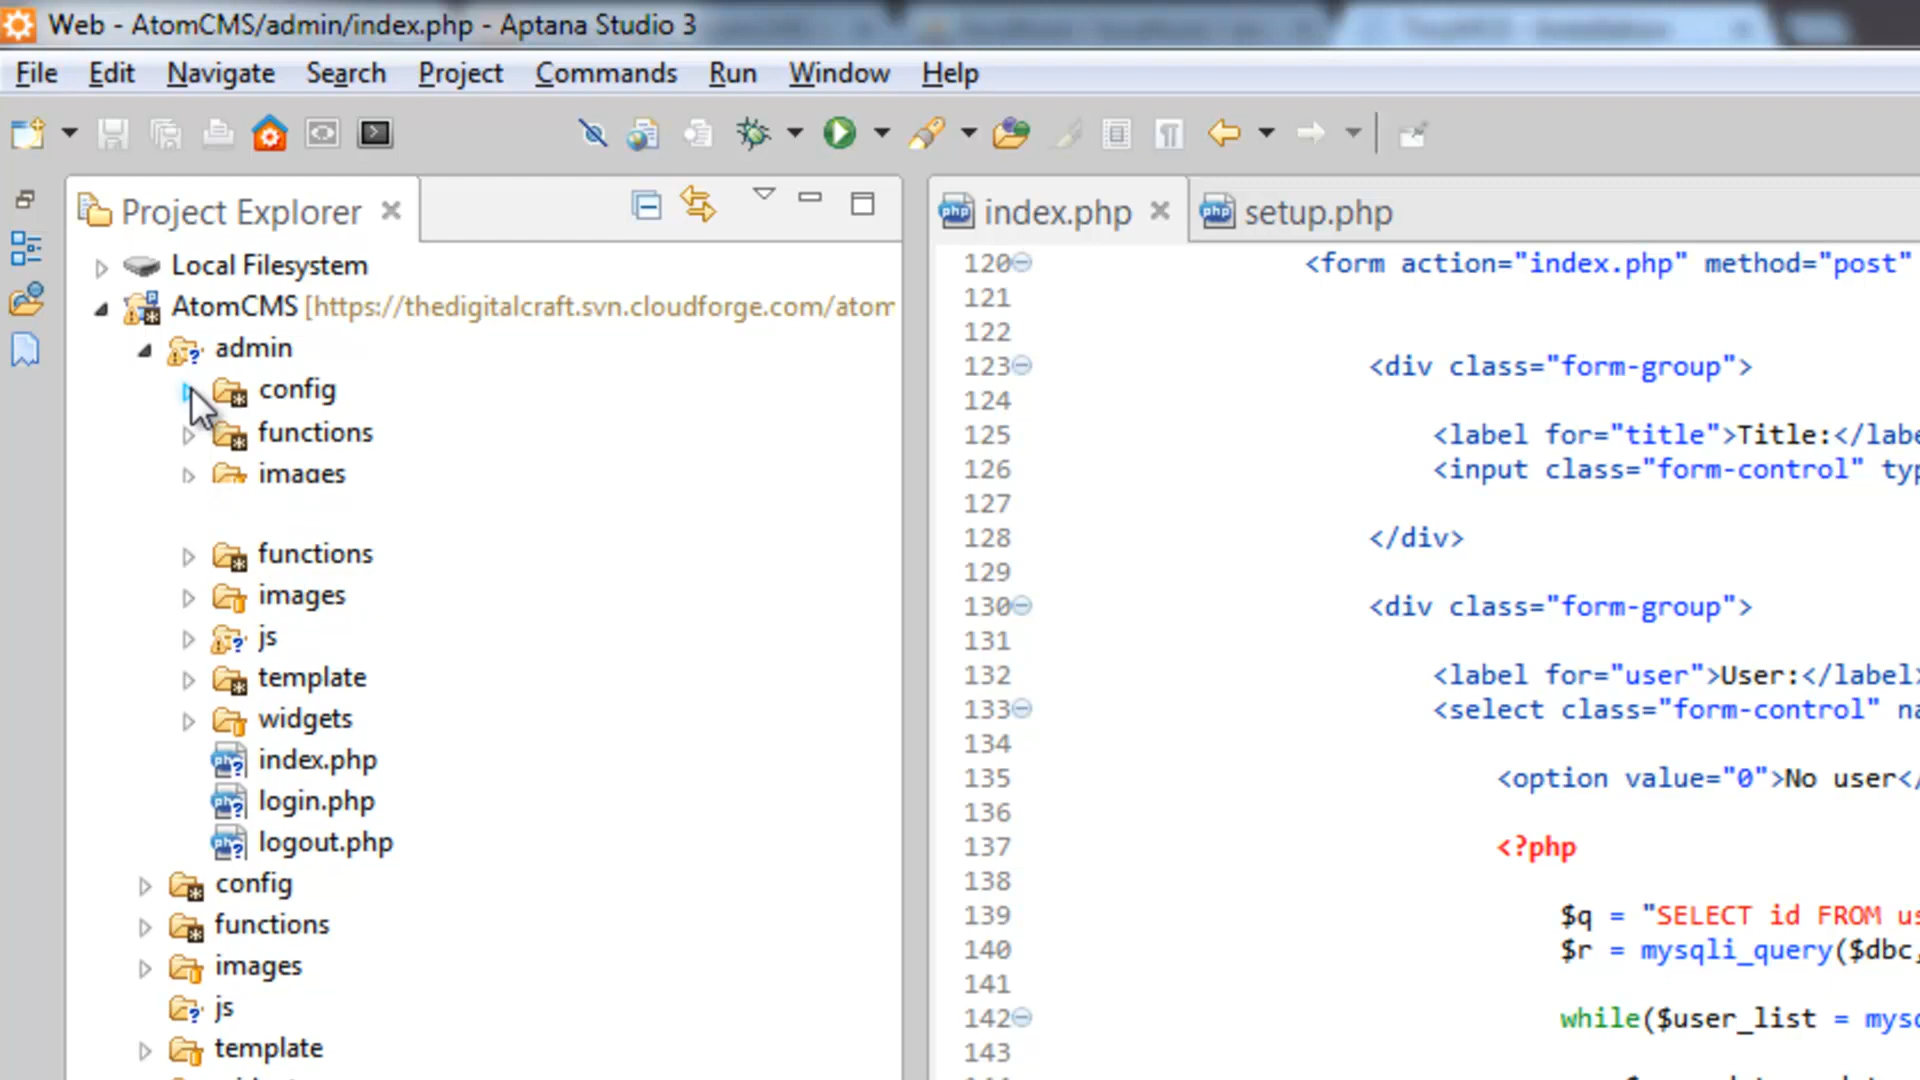 Web - AtomCMS/admin/index.php - Aptana Studio 3
File Edit Navigate Search Project Commands Run Window Help
Project Explorer
index.php
setup.php
Local Filesystem
AtomCMS [https://thedigitalcraft.svn.cloudforge.com/atom
admin
config
functions
images
functions
images
js
template
widgets
index.php
login.php
logout.php
config
functions
images
js
template
120 <form action="index.php" method="post"
121
122
123 <div class="form-group">
124
125 <label for="title">Title:</labe
126 <input class="form-control" typ
127
128 </div>
129
130 <div class="form-group">
131
132 <label for="user">User:</label>
133 <select class="form-control" na
134
135 <option value="0">No user</
136
137 <?php
138
139 $q = "SELECT id FROM us
140 $r = mysqli_query($dbc,
141
142 while($user_list = mysq
143